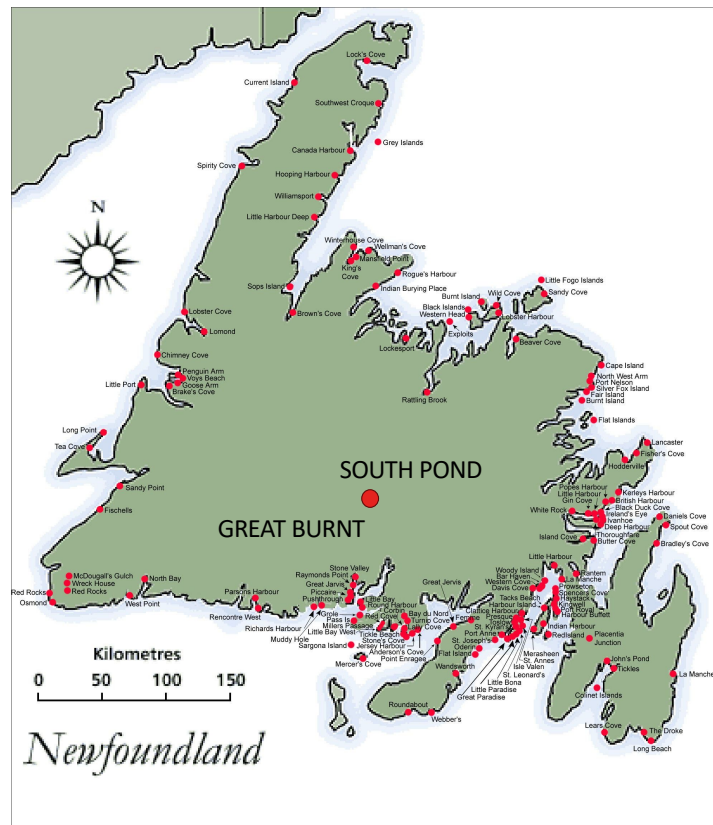 Lock's Cove
Current Island
Southwest Croque
Grey Islands
Canada Harbour
Spirity Cove
Hooping Harbour
Williamsport
Little Harbour Deep
N
Winterhouse Cove
Wellman's Cove
Mansfield Point
King's
Cove
Rogue's Harbour
Indian Burying Place
Sops Island
Little Fogo Islands
Sandy Cove
Burnt Island
Wild Cove
Black Islands
Western Head
Lobster Harbour
Exploits
Lobster Cove
Brown's Cove
Lomond
Lockesport
Beaver Cove
Chimney Cove
Cape Island
Penguin Arm
Voys Beach
Goose Arm
Little Port
Brake's Cove
North West Arm
Port Nelson
Silver Fox Island
Fair Island
Burnt Island
Rattling Brook
Flat Islands
Long Point
Tea Cove
Lancaster
Fisher's Cove
Hodderville
SOUTH POND
GREAT BURNT
Sandy Point
Fischells
Popes Harbour
Little Harbour
Gin Cove
Kerleys Harbour
British Harbour
Black Duck Cove
White Rock
Ireland's Eye
Ivanhoe
Deep Harbour
Daniels Cove
Spout Cove
Thoroughfare
Island Cove
Butter Cove
Bradley's Cove
Little Harbour
McDougall's Gulch
Wreck House
Red Rocks
Red Rocks
Osmond
North Bay
West Point
Parsons Harbour
Rencontre West
Richards Harbour
Muddy Hole
Stone Valley
Raymonds Point
Great Jervis
Piccaire
Pushthrough
Little Bay
Round Harbour
Great Jervis
Grole
Corbin
Pass Is
Red Cove
Bay du Nord
Turnip Cove
Millers Passage
Lally Cove
Little Bay West
Tickle Beach
Stone's Cove
Jersey Harbour
Anderson's Cove
Point Enragee
Sargona Island
Mercer's Cove
Femme
Flat Island
Woody Island
Bar Haven
Western Cove
Davis Cove
Rantern
La Manche
Prowseton
Spencers Cove
Haystack
Kingwell
Port Royal
Harbour Buffett
Tacks Beach
Clattice Harbour
Harbour Island
Presque
Toslow
St. Kyran's
Port Anne
St. Joseph's
Oderin
Indian Harbour
Red Island
Placentia
Junction
Merasheen
St. Annes
Isle Valen
St. Leonard's
Little Bona
Little Paradise
Great Paradise
Wandsworth
Roundabout
Webber's
John's Pond
Tickles
Colinet Islands
La Manche
Lears Cove
The Droke
Long Beach
Kilometres
0 50 100 150
Newfoundland